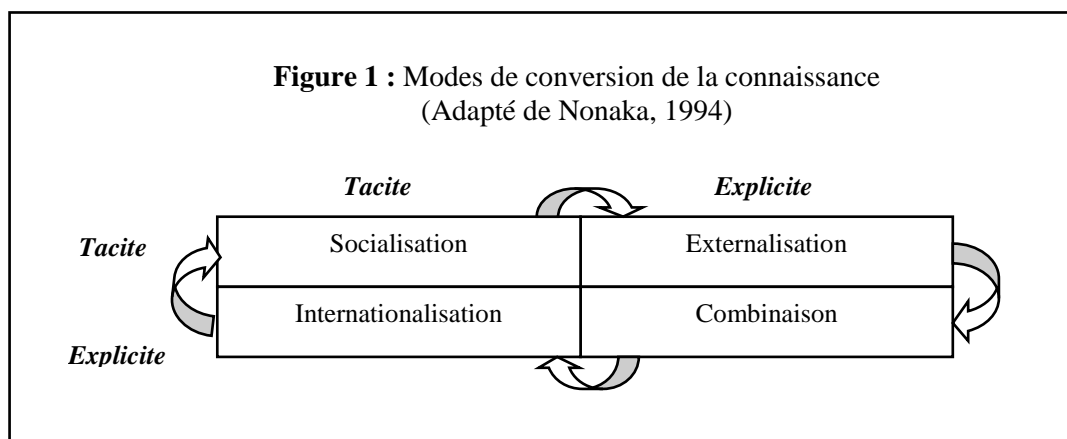 Figure 1 : Modes de conversion de la connaissance
(Adapté de Nonaka, 1994)
Tacite Explicite
Tacite Socialisation Externalisation
Explicite Internationalisation Combinaison